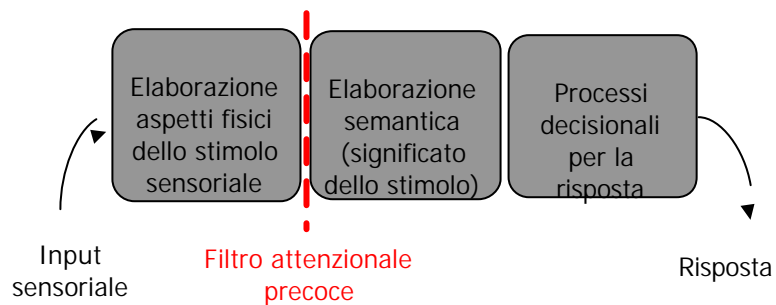 Elaborazione
aspetti fisici
dello stimolo
sensoriale
Elaborazione
semantica
(significato
dello stimolo)
Processi
decisionali
per la
risposta
Input
sensoriale
Filtro attenzionale
precoce
Risposta